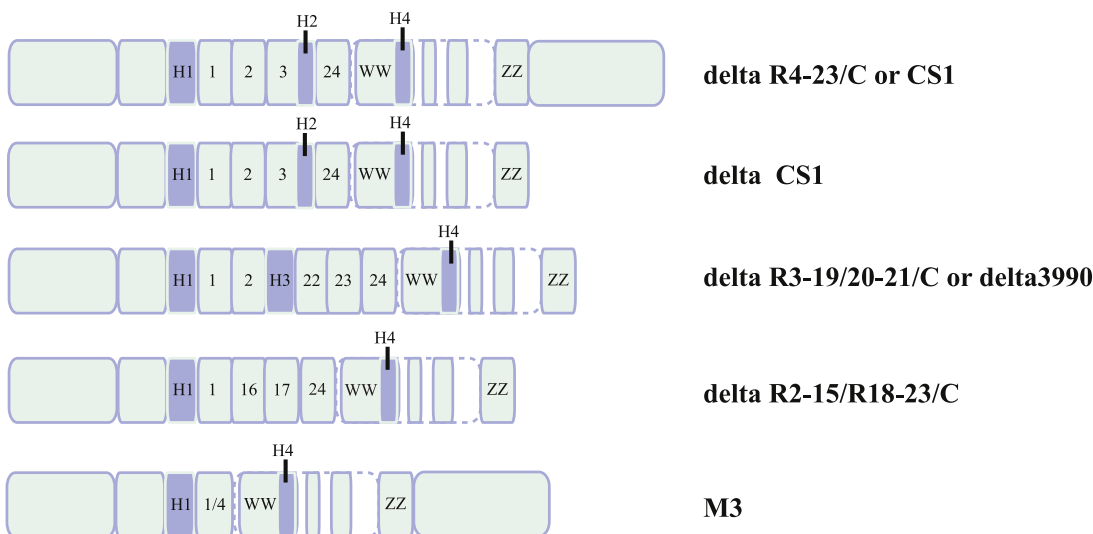 H2 H4
H1 1 2 3 24 WW ZZ delta R4-23/C or CS1
H2 H4
H1 1 2 3 24 WW ZZ delta CS1
H4
H1 1 2 H3 22 23 24 WW ZZ delta R3-19/20-21/C or delta3990
H4
H1 1 16 17 24 WW ZZ delta R2-15/R18-23/C
H4
H1 1/4 WW ZZ M3